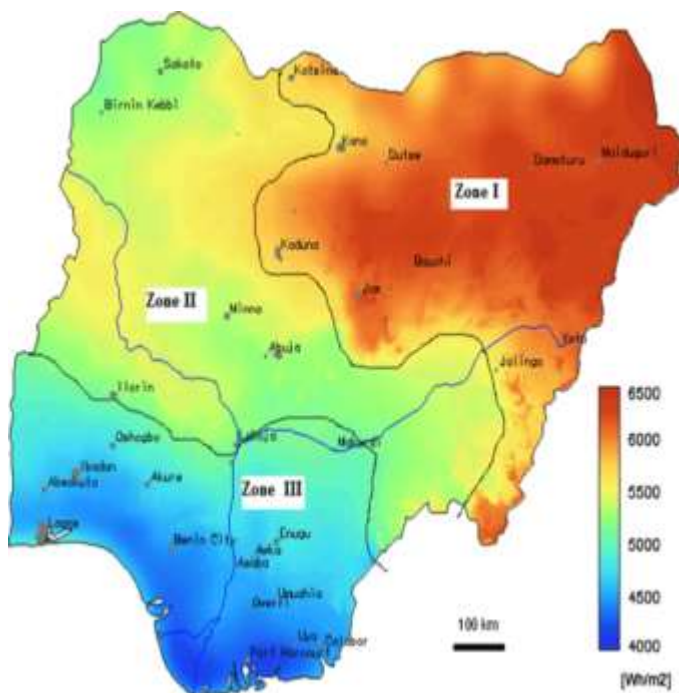 Sokoto
Katsina
Birnin Kebbi
Kano
Dutse
Damaturu
Maiduguri
Zone I
Kaduna
Bauchi
Jos
Zone II
Minna
Yola
Abuja
Jalingo
Ilorin
6500
Oshogbo
Lokoja
Makurdi
6000
Ibadan
Abeokuta
Akure
Zone III
5500
Lagos
Benin City
Enugu
Awka
Asaba
5000
Umuahia
Owerri
4500
100 km
Uyo
Calabar
Port Harcourt
4000
[Wh/m2]